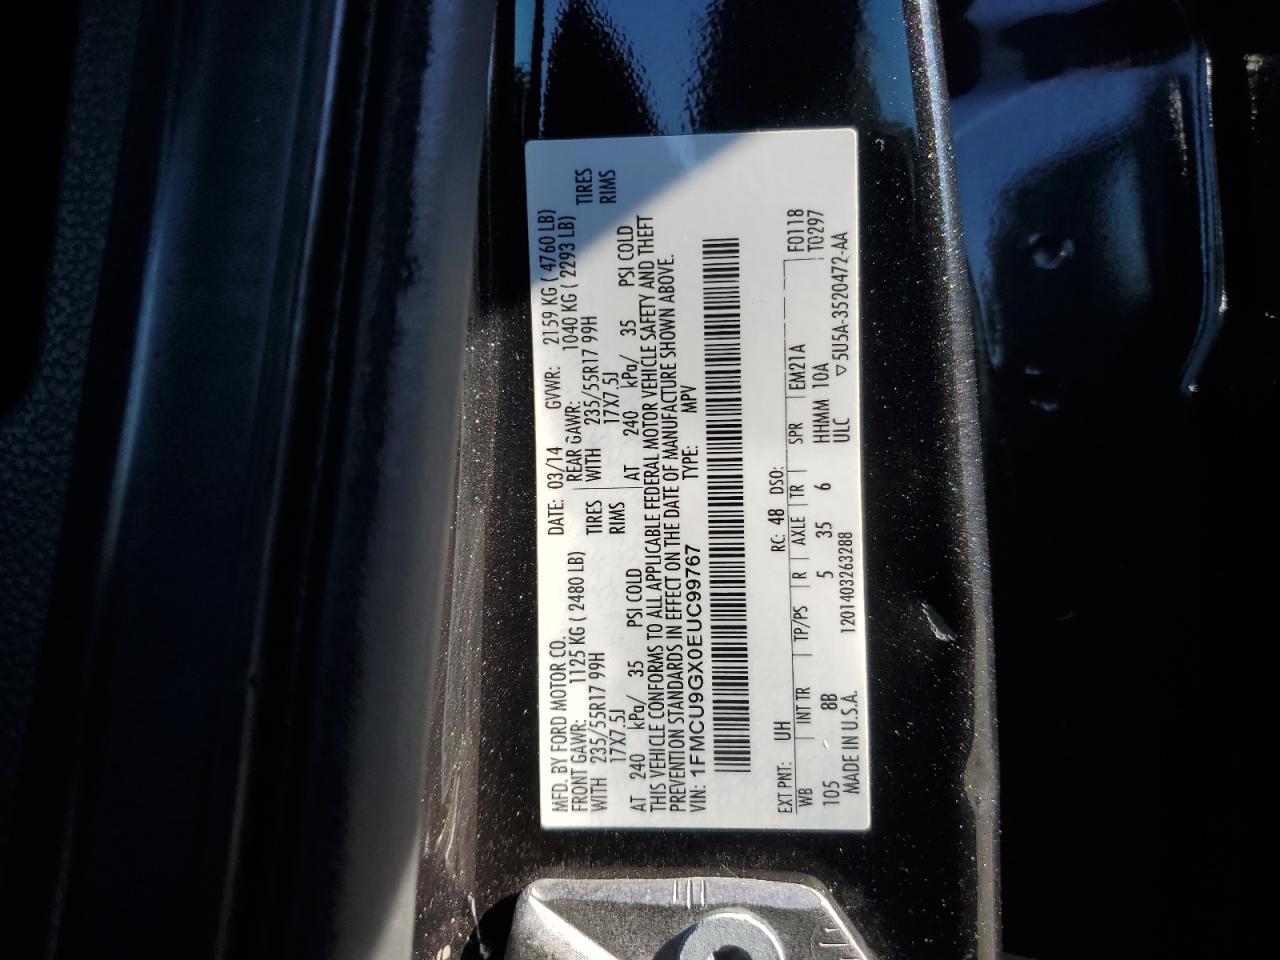 MFD. BY FORD MOTOR CO. DATE: 03/14 GVWR: 2159 KG ( 4760 LB)
FRONT GAWR: 1125 KG ( 2480 LB) REAR GAWR: 1040 KG ( 2293 LB)
WITH 235/55R17 99H TIRES WITH 235/55R17 99H TIRES
17X7.5J RIMS 17X7.5J RIMS
AT 240 kPa/ 35 PSI COLD AT 240 kPa/ 35 PSI COLD
THIS VEHICLE CONFORMS TO ALL APPLICABLE FEDERAL MOTOR VEHICLE SAFETY AND THEFT
PREVENTION STANDARDS IN EFFECT ON THE DATE OF MANUFACTURE SHOWN ABOVE.
VIN: 1FMCU9GX0EUC99767 TYPE: MPV
EXT PNT: UH RC: 48 DSO: F0118
WB INT TR TP/PS R AXLE TR SPR EM21A T0297
105 8B 5 35 6 HHMM 10A
MADE IN U.S.A. 1201403263288 ULC ▽5U5A-3520472-AA